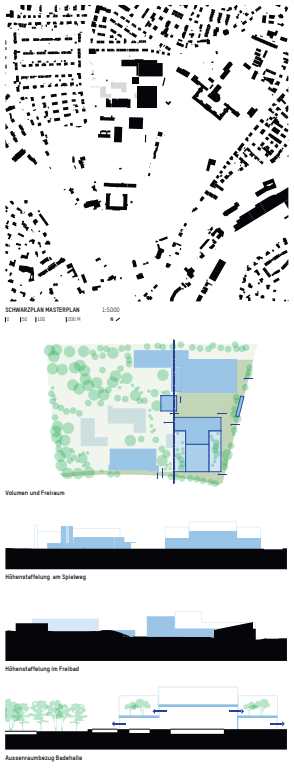 SCHWARZPLAN MASTERPLAN 1:5000
0 50 100 200 M N
Volumen und Freiraum
Höhenstaffelung am Spielweg
Höhenstaffelung im Freibad
Aussenraumbezug Badehalle